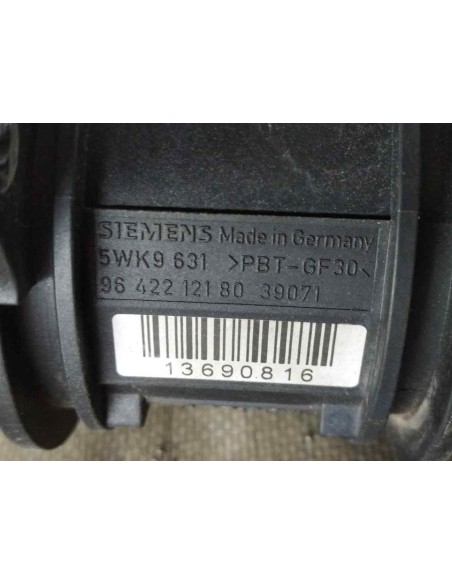 SIEMENS Made in Germany
5WK9 631 >PBT-GF30<
96 422 121 80 39071
13690816